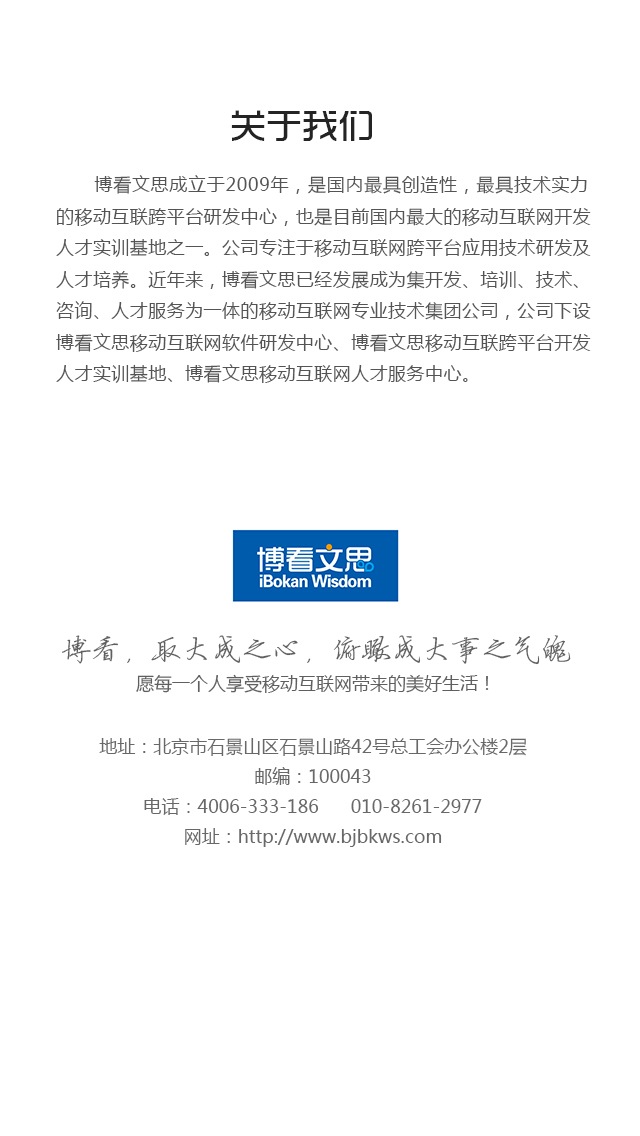 关于我们
博看文思成立于2009年，是国内最具创造性，最具技术实力
的移动互联跨平台研发中心，也是目前国内最大的移动互联网开发
人才实训基地之一。公司专注于移动互联网跨平台应用技术研发及
人才培养。近年来，博看文思已经发展成为集开发、培训、技术、
咨询、人才服务为一体的移动互联网专业技术集团公司，公司下设
博看文思移动互联网软件研发中心、博看文思移动互联跨平台开发
人才实训基地、博看文思移动互联网人才服务中心。
博看文思
iBokan Wisdom
博看，取大成之心，俯瞰成大事之气魄
愿每一个人享受移动互联网带来的美好生活！
地址：北京市石景山区石景山路42号总工会办公楼2层
邮编：100043
电话：4006-333-186 010-8261-2977
网址：http://www.bjbkws.com